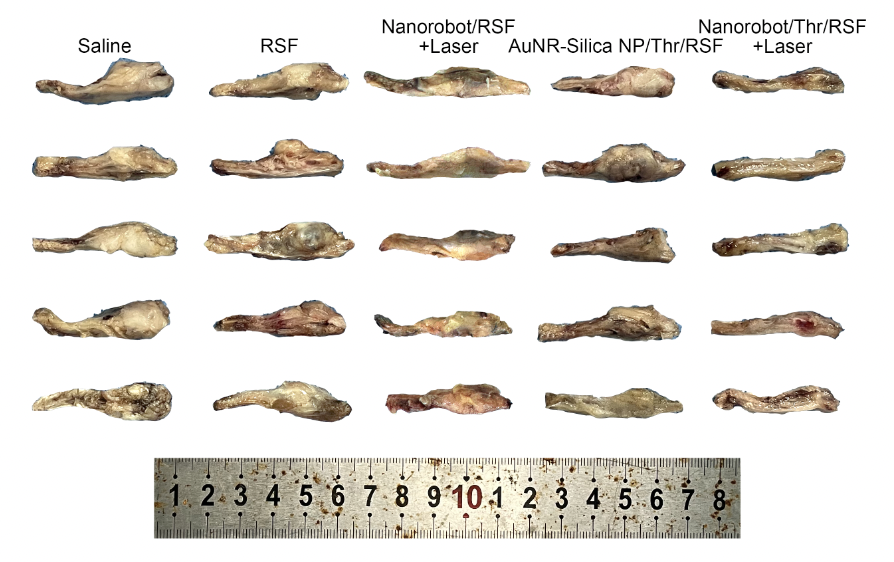 Saline
RSF
Nanorobot/RSF
+Laser
AuNR-Silica NP/Thr/RSF
Nanorobot/Thr/RSF
+Laser
1 2 3 4 5 6 7 8 9 10 1 2 3 4 5 6 7 8